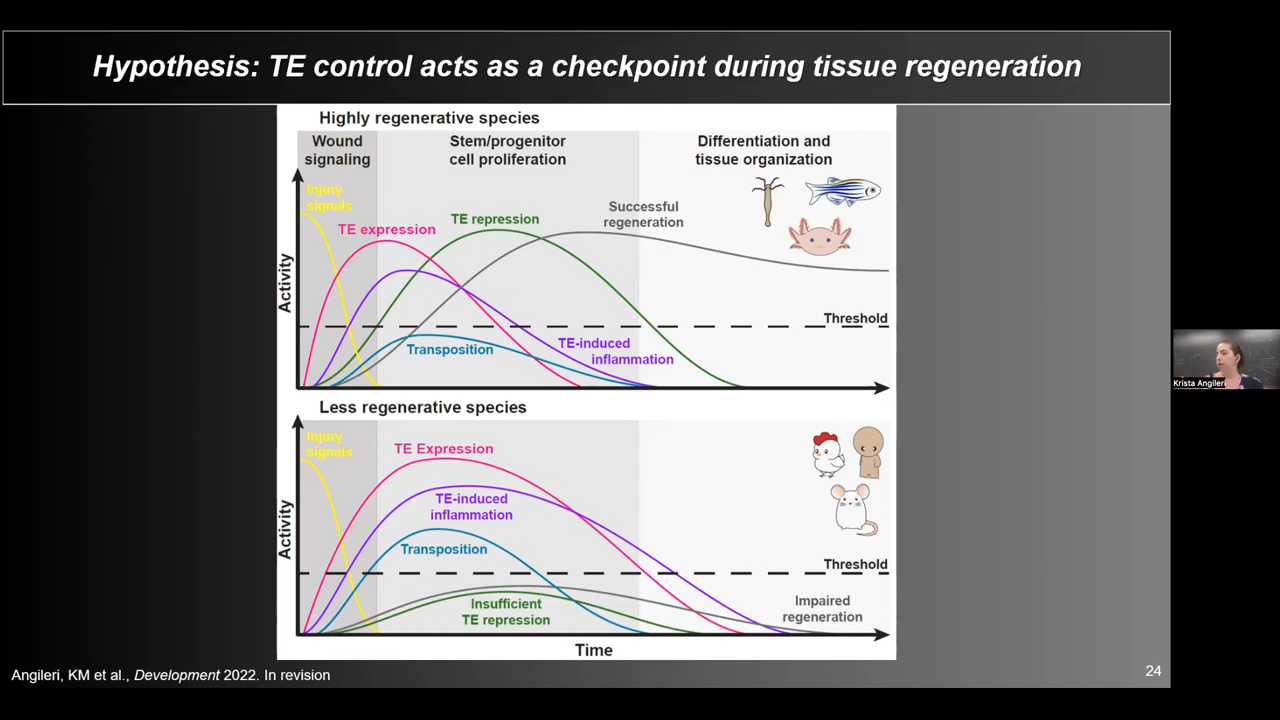 Hypothesis: TE control acts as a checkpoint during tissue regeneration
Highly regenerative species
Wound
signaling
Stem/progenitor
cell proliferation
Differentiation and
tissue organization
Injury
signals
TE expression
TE repression
Successful
regeneration
Activity
Threshold
Transposition
TE-induced
inflammation
Less regenerative species
Injury
signals
TE Expression
TE-induced
inflammation
Activity
Transposition
Threshold
Insufficient
TE repression
Impaired
regeneration
Time
Angileri, KM et al., Development 2022. In revision
24
Krista Angileri